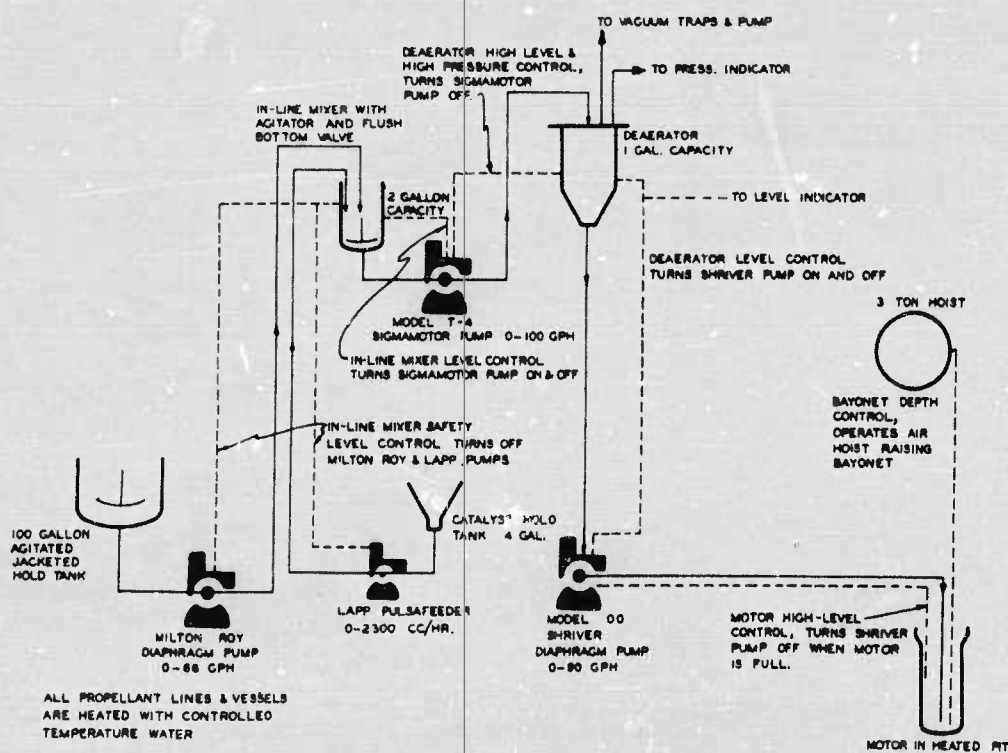 TO VACUUM TRAPS & PUMP
DEAERATOR HIGH LEVEL &
HIGH PRESSURE CONTROL,
TURNS SIGMAMOTOR
PUMP OFF.
TO PRESS. INDICATOR
IN-LINE MIXER WITH
AGITATOR AND FLUSH
BOTTOM VALVE
DEAERATOR
1 GAL. CAPACITY
2 GALLON
CAPACITY
TO LEVEL INDICATOR
DEAERATOR LEVEL CONTROL
TURNS SHRIVER PUMP ON AND OFF
MODEL T-4
SIGMAMOTOR PUMP 0-100 GPH
3 TON HOIST
IN-LINE MIXER LEVEL CONTROL
TURNS SIGMAMOTOR PUMP ON & OFF
BAYONET DEPTH
CONTROL,
OPERATES AIR
HOIST RAISING
BAYONET
IN-LINE MIXER SAFETY
LEVEL CONTROL TURNS OFF
MILTON ROY & LAPP PUMPS
100 GALLON
AGITATED
JACKETED
HOLD TANK
CATALYST HOLD
TANK 4 GAL.
LAPP PULSAFEEDER
0-2300 CC/HR.
MILTON ROY
DIAPHRAGM PUMP
0-66 GPH
MODEL OO
SHRIVER
DIAPHRAGM PUMP
0-90 GPH
MOTOR HIGH-LEVEL
CONTROL, TURNS SHRIVER
PUMP OFF WHEN MOTOR
IS FULL.
ALL PROPELLANT LINES & VESSELS
ARE HEATED WITH CONTROLLED
TEMPERATURE WATER
MOTOR IN HEATED PIT